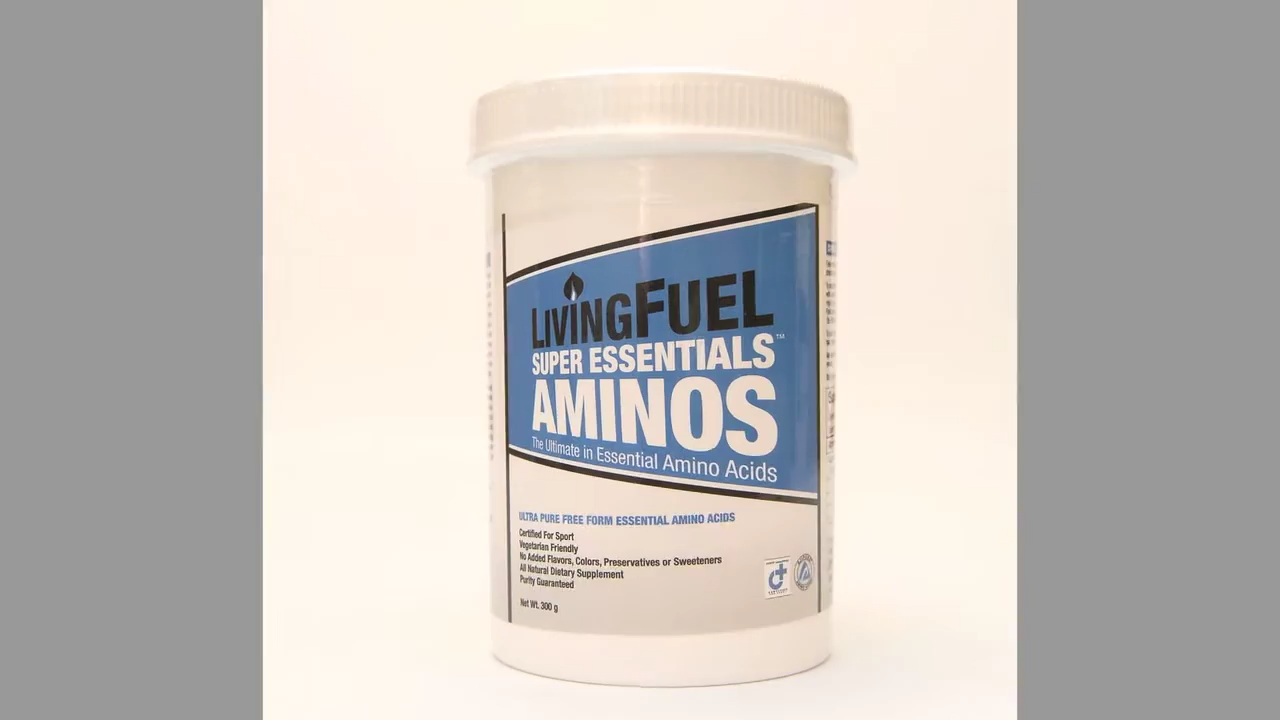 LIVINGFUEL
SUPER ESSENTIALS™
AMINOS
The Ultimate in Essential Amino Acids
ULTRA PURE FREE FORM ESSENTIAL AMINO ACIDS
Certified For Sport
Vegetarian Friendly
No Added Flavors, Colors, Preservatives or Sweeteners
All Natural Dietary Supplement
Purity Guaranteed
Net Wt. 300 g